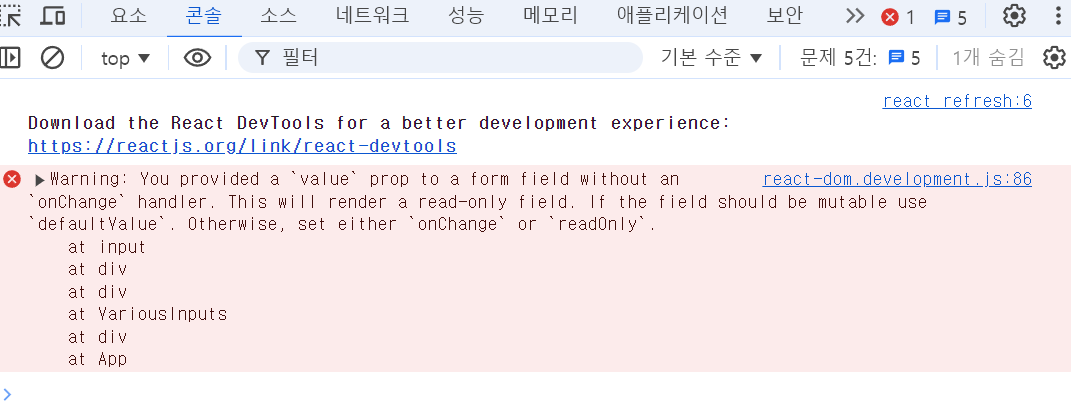 요소 콘솔 소스 네트워크 성능 메모리 애플리케이션 보안 1 5
top 필터 기본 수준 문제 5건: 5 1개 숨김
react refresh:6
Download the React DevTools for a better development experience:
https://reactjs.org/link/react-devtools
Warning: You provided a `value` prop to a form field without an react-dom.development.js:86
`onChange` handler. This will render a read-only field. If the field should be mutable use
`defaultValue`. Otherwise, set either `onChange` or `readOnly`.
at input
at div
at div
at VariousInputs
at div
at App